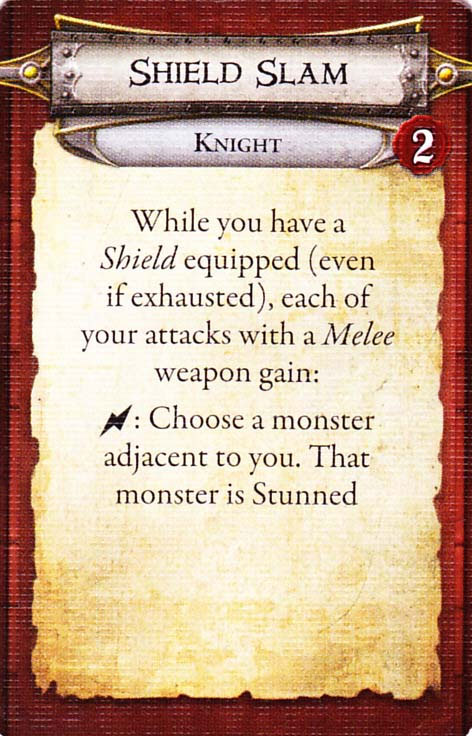 Shield Slam
Knight
2
While you have a
Shield equipped (even
if exhausted), each of
your attacks with a Melee
weapon gain:
: Choose a monster
adjacent to you. That
monster is Stunned